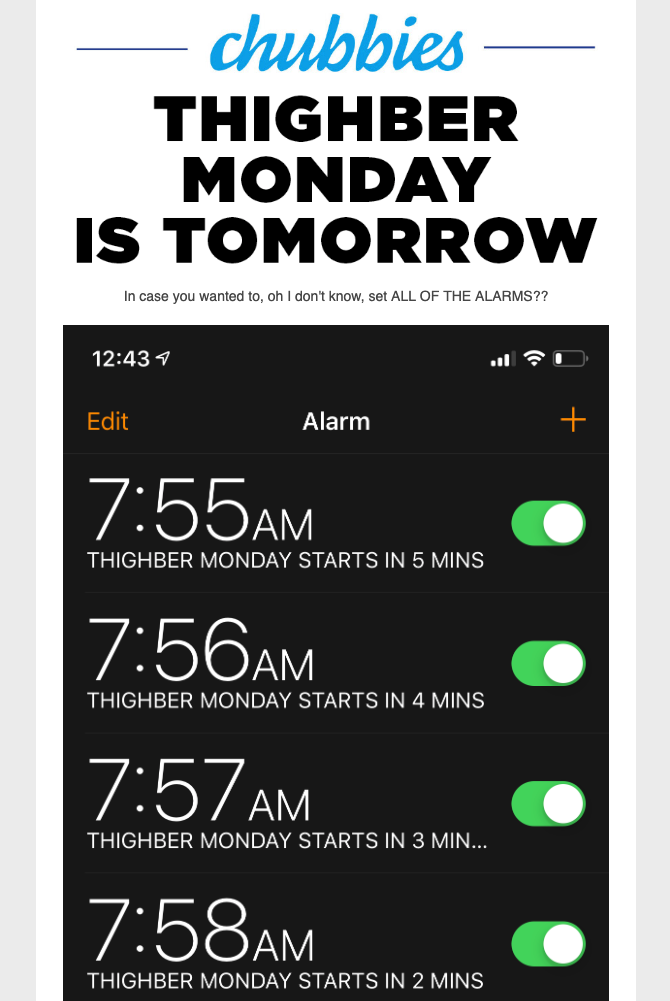 chubbies
THIGHBER
MONDAY
IS TOMORROW
In case you wanted to, oh I don't know, set ALL OF THE ALARMS??
12:43
Edit Alarm +
7:55AM
THIGHBER MONDAY STARTS IN 5 MINS
7:56AM
THIGHBER MONDAY STARTS IN 4 MINS
7:57AM
THIGHBER MONDAY STARTS IN 3 MIN...
7:58AM
THIGHBER MONDAY STARTS IN 2 MINS